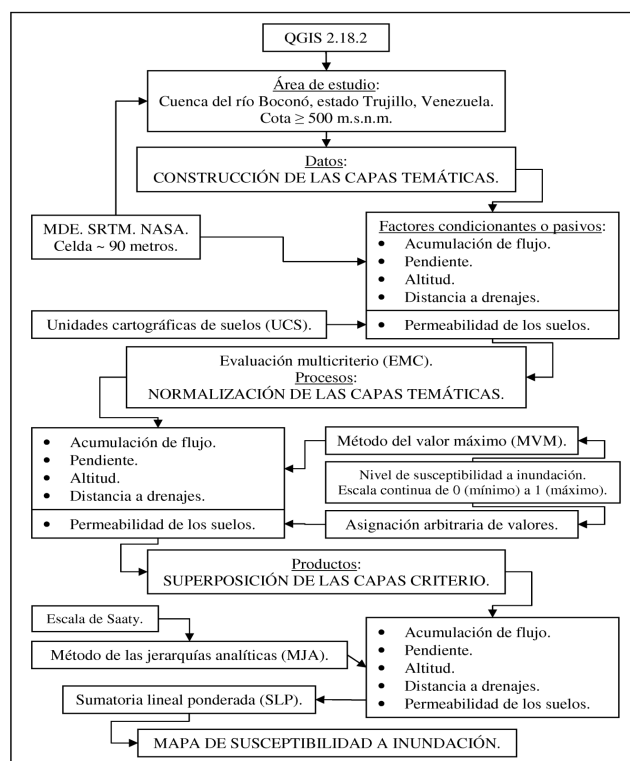 QGIS 2.18.2
Área de estudio:
Cuenca del río Boconó, estado Trujillo, Venezuela.
Cota ≥ 500 m.s.n.m.
Datos:
CONSTRUCCIÓN DE LAS CAPAS TEMÁTICAS.
MDE. SRTM. NASA.
Celda ~ 90 metros.
Factores condicionantes o pasivos:
• Acumulación de flujo.
• Pendiente.
• Altitud.
• Distancia a drenajes.
• Permeabilidad de los suelos.
Unidades cartográficas de suelos (UCS).
Evaluación multicriterio (EMC).
Procesos:
NORMALIZACIÓN DE LAS CAPAS TEMÁTICAS.
• Acumulación de flujo.
• Pendiente.
• Altitud.
• Distancia a drenajes.
• Permeabilidad de los suelos.
Método del valor máximo (MVM).
Nivel de susceptibilidad a inundación.
Escala continua de 0 (mínimo) a 1 (máximo).
Asignación arbitraria de valores.
Productos:
SUPERPOSICIÓN DE LAS CAPAS CRITERIO.
Escala de Saaty.
Método de las jerarquías analíticas (MJA).
• Acumulación de flujo.
• Pendiente.
• Altitud.
• Distancia a drenajes.
• Permeabilidad de los suelos.
Sumatoria lineal ponderada (SLP).
MAPA DE SUSCEPTIBILIDAD A INUNDACIÓN.